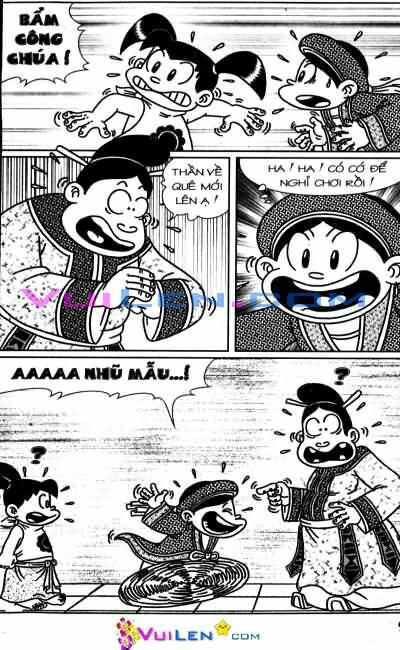 BẨM
CÔNG
CHÚA !
THẦN VỀ
QUÊ MỚI
LÊN Ạ !
HA ! HA ! CÓ CÓ ĐỂ
NGHỈ CHƠI RỒI !
VUILEN.COM
AAAAA NHŨ MẪU...!
?
?
VUILEN.COM